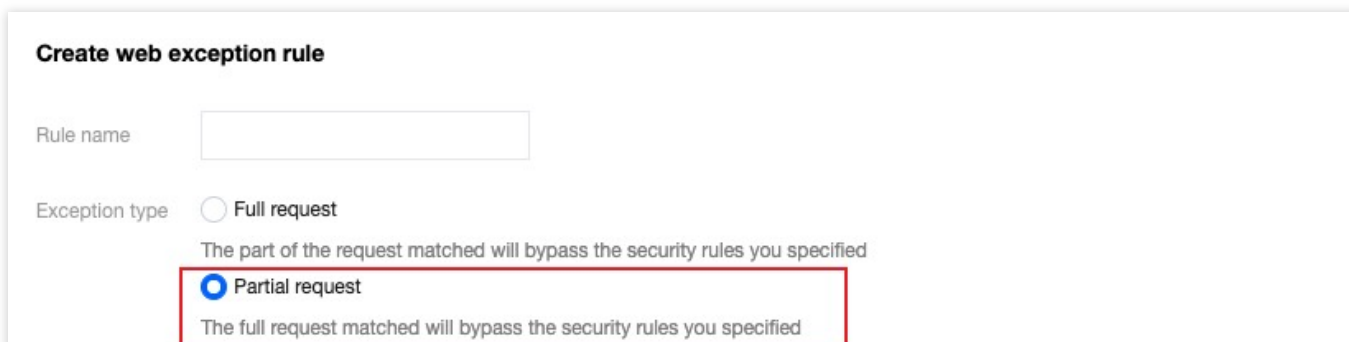 Create web exception rule
Rule name
Exception type Full request
The part of the request matched will bypass the security rules you specified
Partial request
The full request matched will bypass the security rules you specified